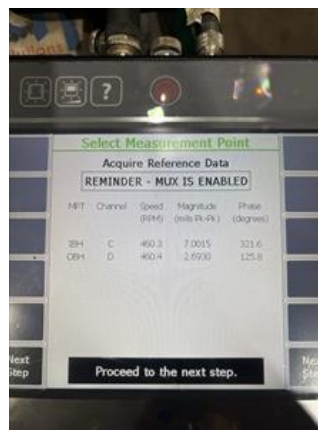 ?
Select Measurement Point
Acquire Reference Data
REMINDER - MUX IS ENABLED
MPT Channel Speed Magnitude Phase
(RPM) (mils Pk-Pk) (degrees)
IBH C 460.3 7.0015 321.6
OBH D 460.4 2.6930 125.8
Next
Step
Proceed to the next step.